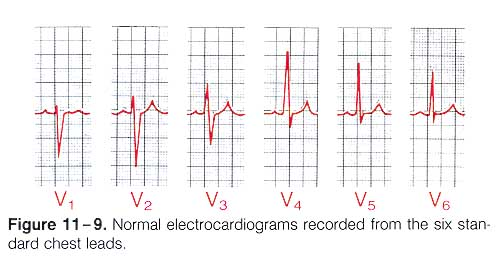 V1 V2 V3 V4 V5 V6
Figure 11–9. Normal electrocardiograms recorded from the six stan-
dard chest leads.